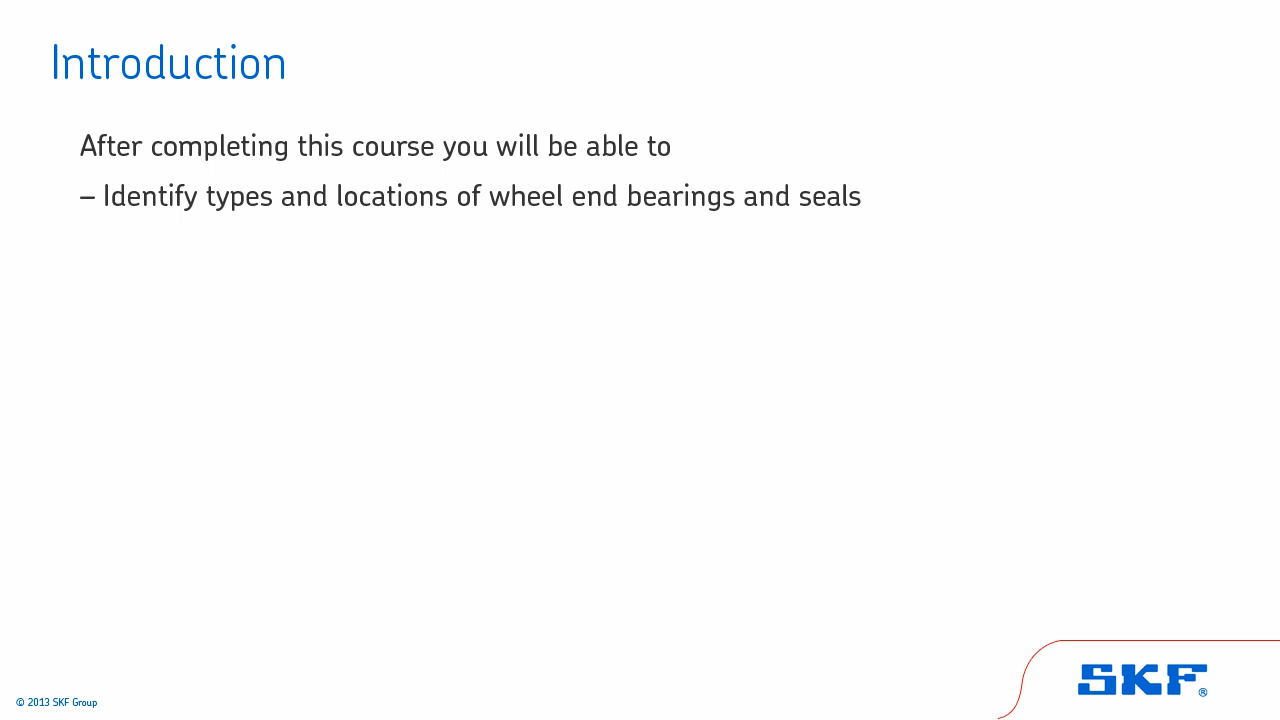 Introduction
After completing this course you will be able to
– Identify types and locations of wheel end bearings and seals
SKF®
© 2013 SKF Group